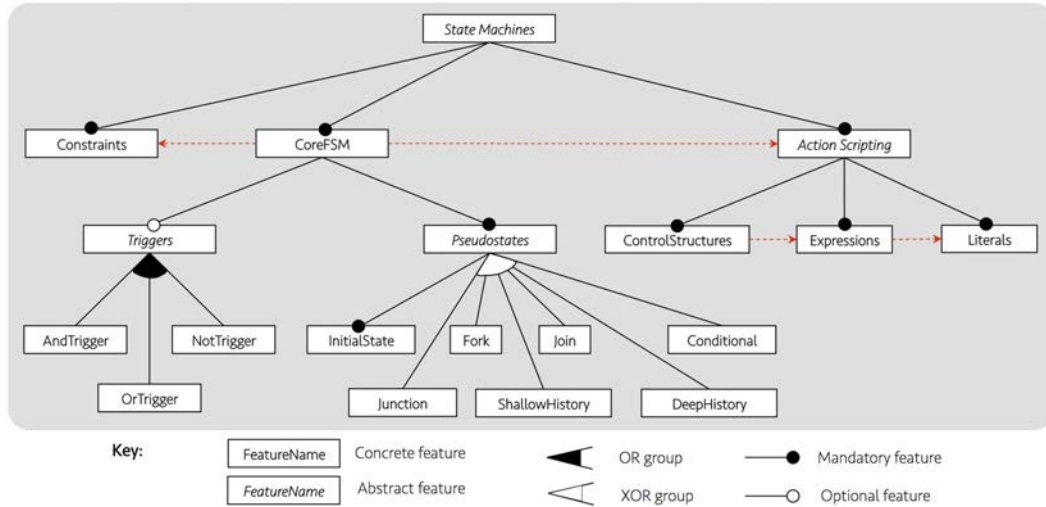 State Machines
Constraints
CoreFSM
Action Scripting
Triggers
Pseudostates
ControlStructures
Expressions
Literals
AndTrigger
NotTrigger
InitialState
Fork
Join
Conditional
OrTrigger
Junction
ShallowHistory
DeepHistory
Key:
FeatureName
Concrete feature
OR group
Mandatory feature
FeatureName
Abstract feature
XOR group
Optional feature